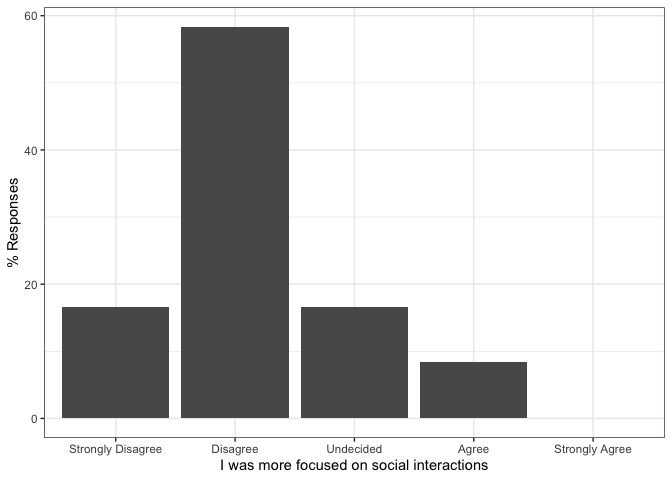 60
40
20
0
% Responses
Strongly Disagree Disagree Undecided Agree Strongly Agree
I was more focused on social interactions